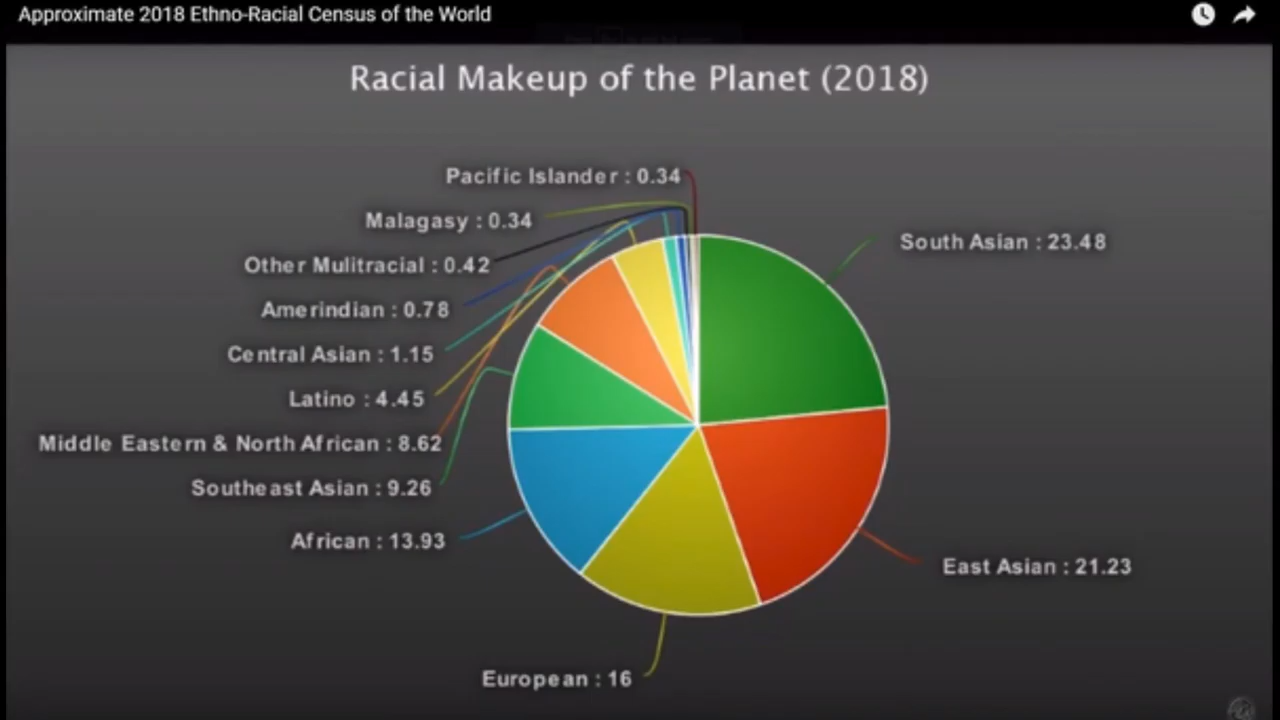 Approximate 2018 Ethno-Racial Census of the World
Racial Makeup of the Planet (2018)
Pacific Islander : 0.34
Malagasy : 0.34
South Asian : 23.48
Other Mulitracial : 0.42
Amerindian : 0.78
Central Asian : 1.15
Latino : 4.45
Middle Eastern & North African : 8.62
Southeast Asian : 9.26
African : 13.93
East Asian : 21.23
European : 16